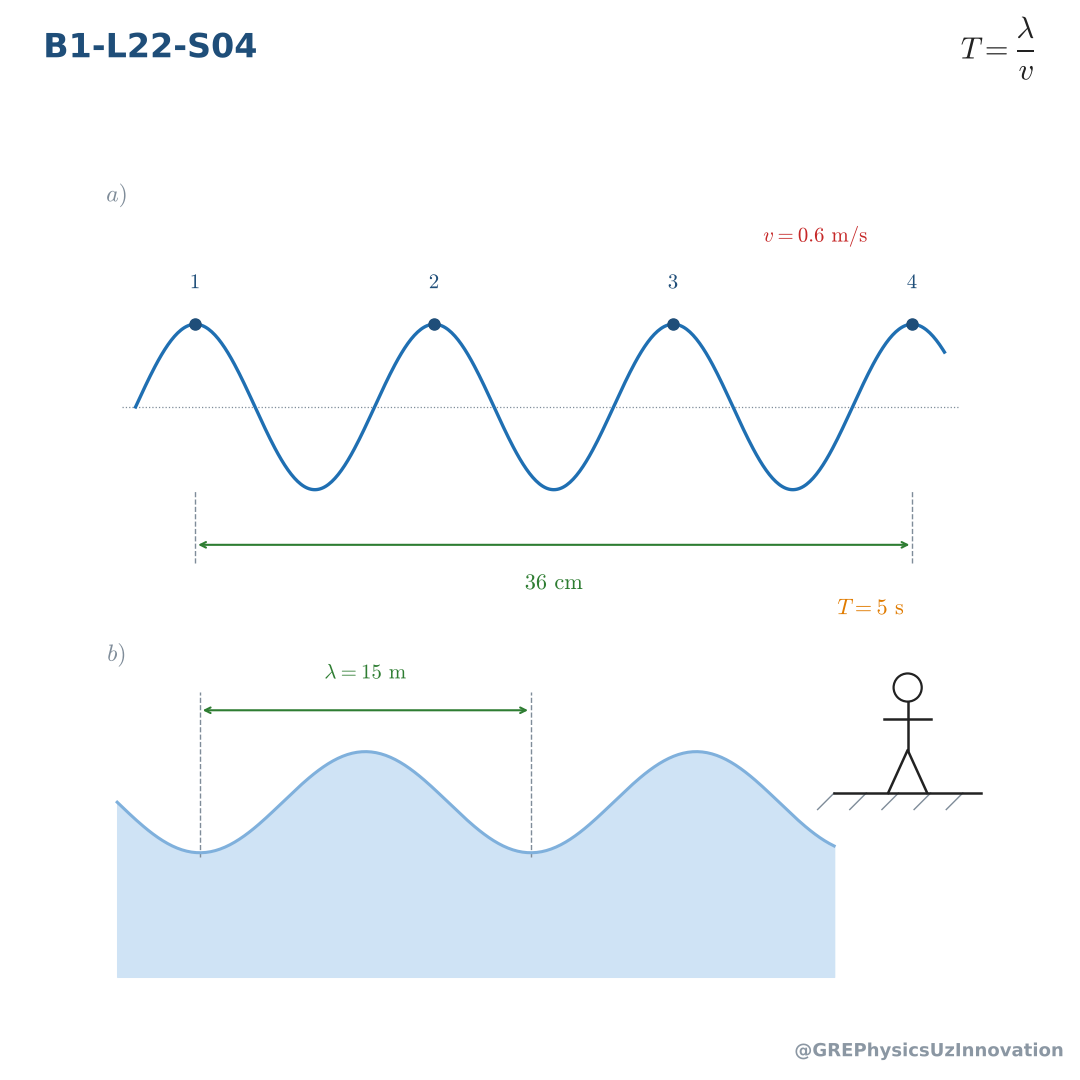 B1-L22-S04
T = λ/v
a)
v = 0.6 m/s
1 2 3 4
36 cm
T = 5 s
b)
λ = 15 m
@GREPhysicsUzInnovation